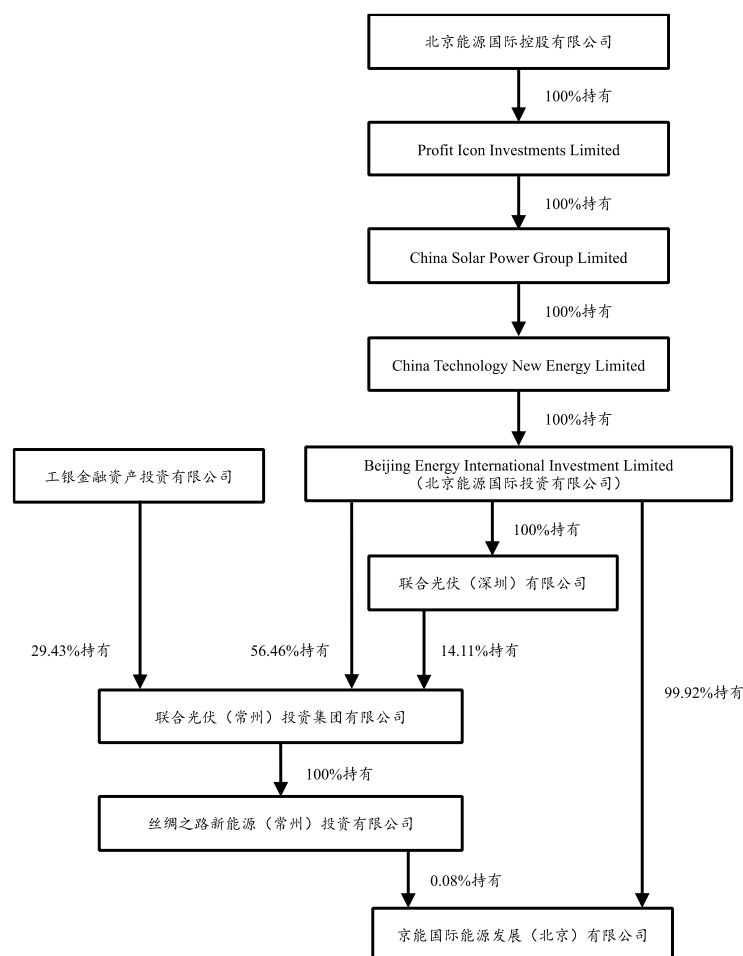 北京能源国际控股有限公司
100%持有
Profit Icon Investments Limited
100%持有
China Solar Power Group Limited
100%持有
China Technology New Energy Limited
100%持有
工银金融资产投资有限公司
Beijing Energy International Investment Limited
（北京能源国际投资有限公司）
100%持有
联合光伏（深圳）有限公司
29.43%持有
56.46%持有
14.11%持有
99.92%持有
联合光伏（常州）投资集团有限公司
100%持有
丝绸之路新能源（常州）投资有限公司
0.08%持有
京能国际能源发展（北京）有限公司